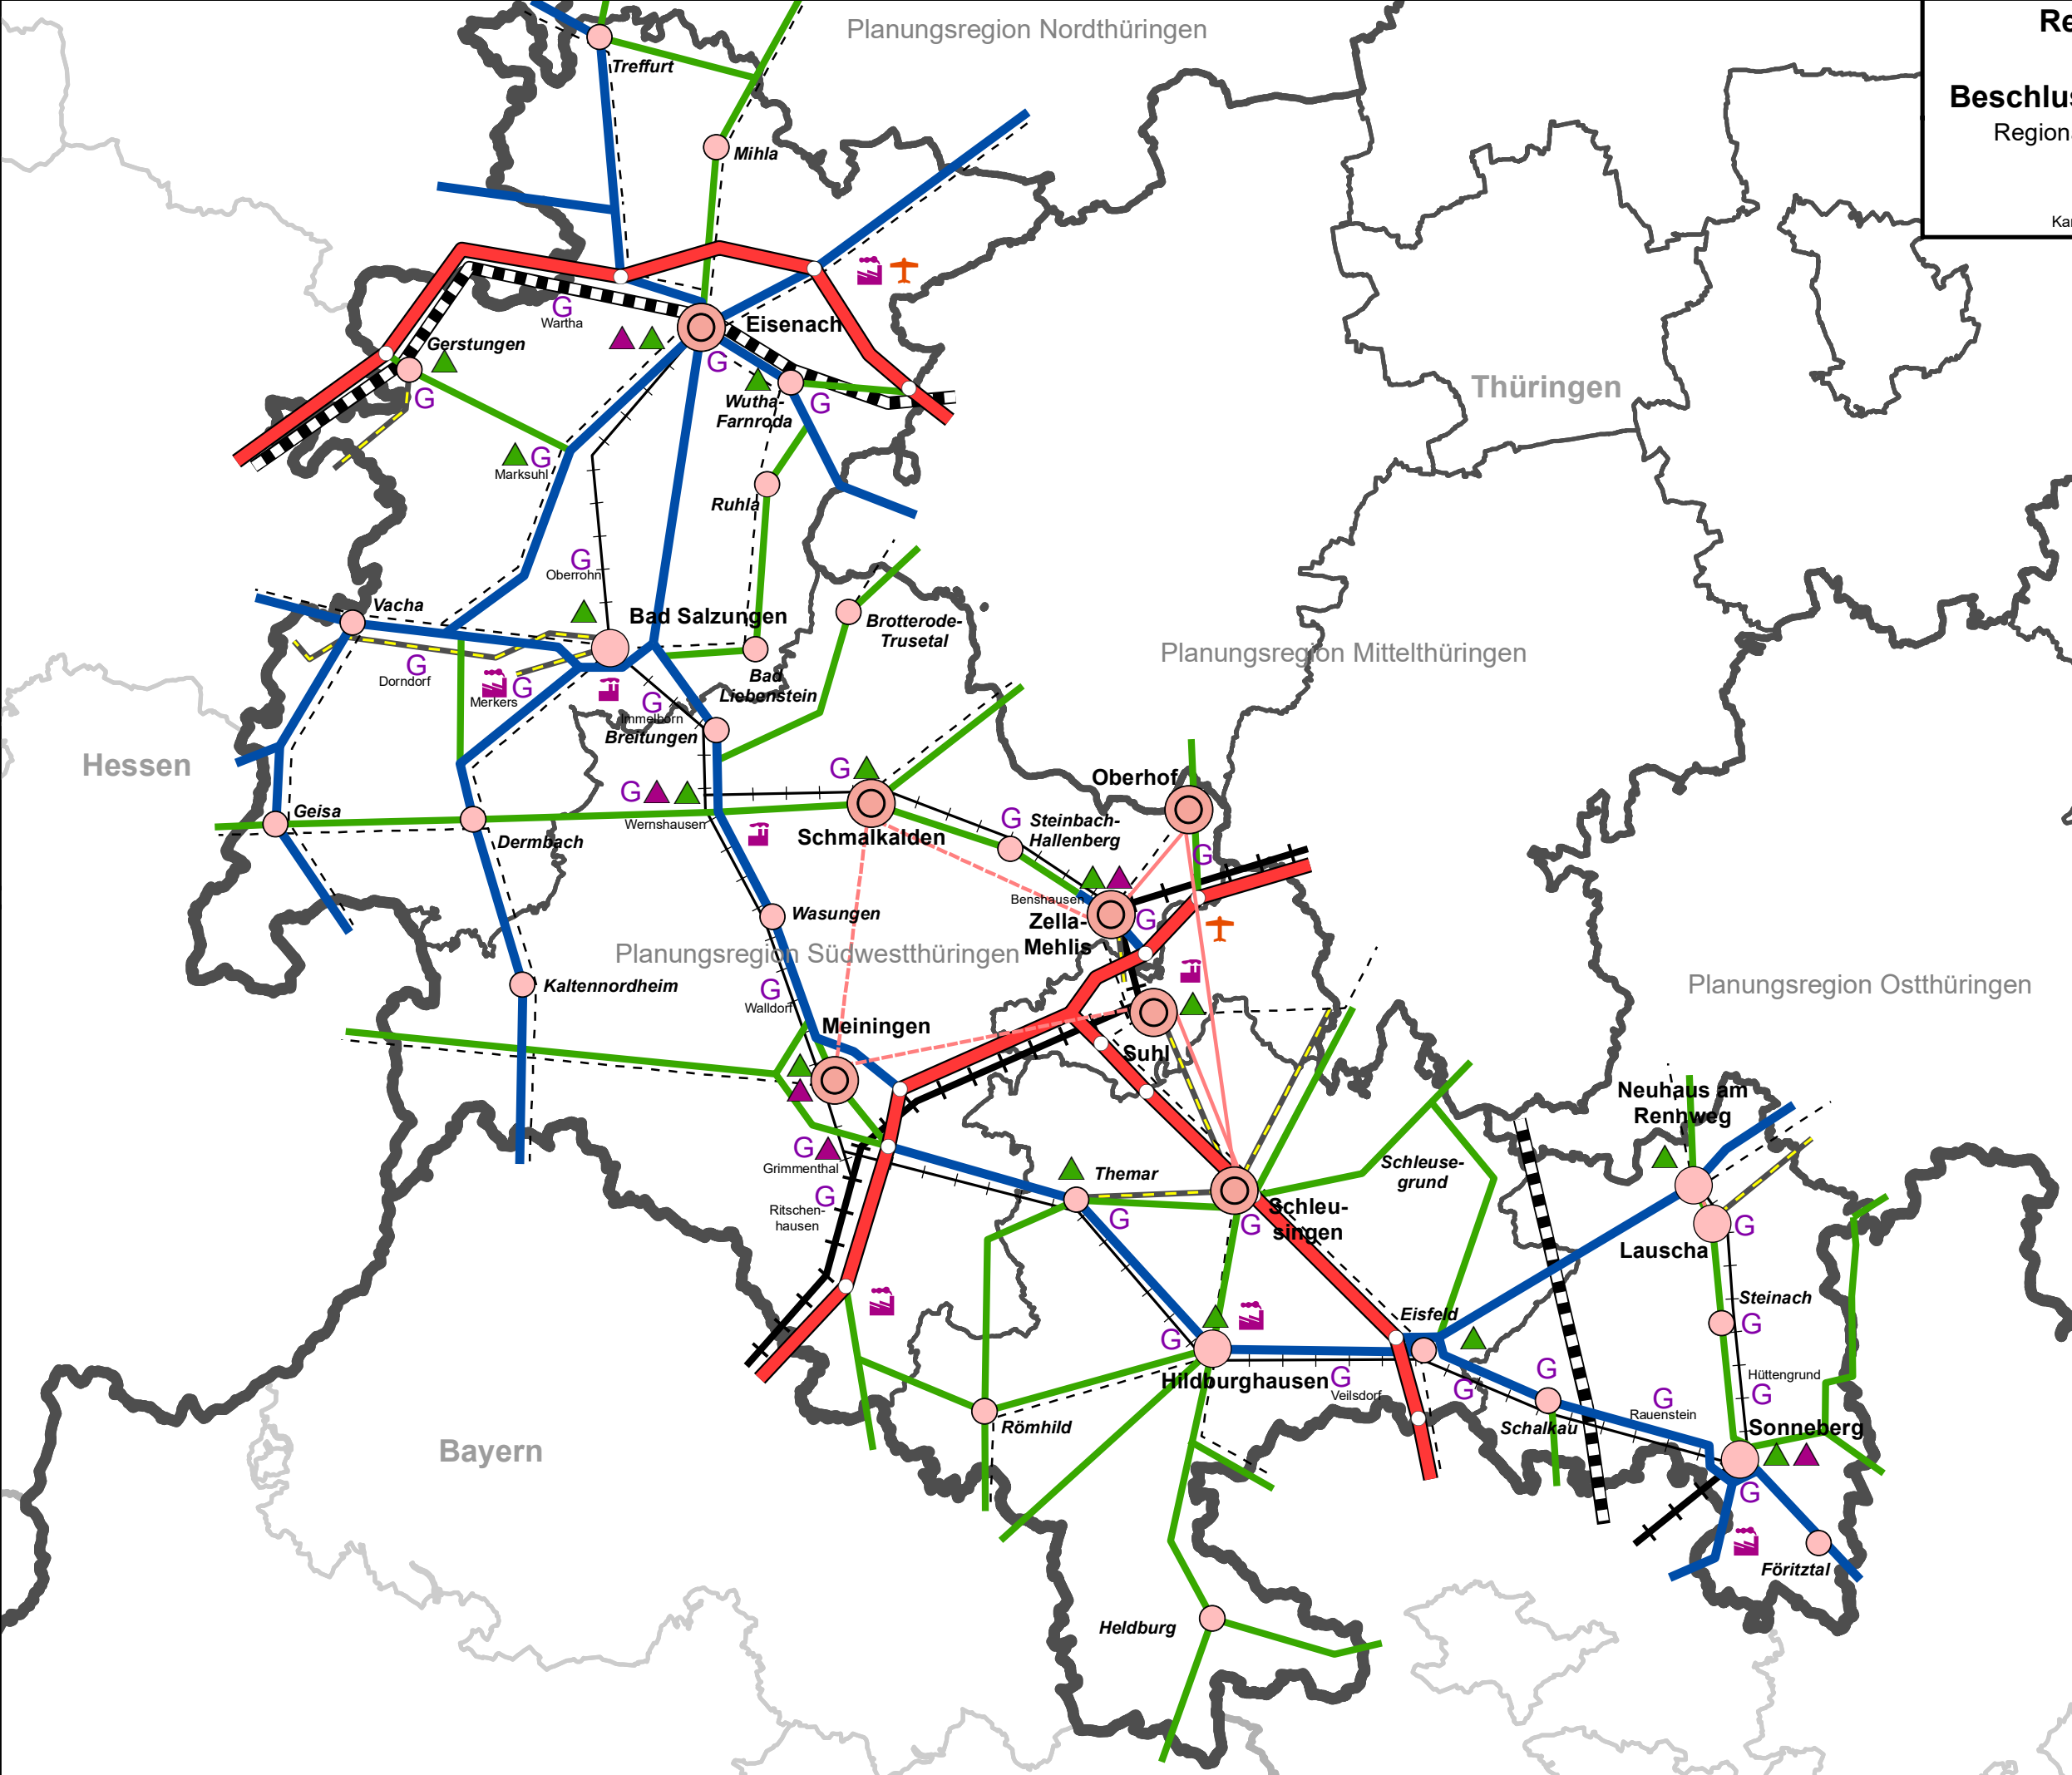 Re
Planungsregion Nordthüringen
Treffurt
Beschlus
Region
Mihla
Kar
Eisenach
G
Wartha
Gerstungen
G
G
Thüringen
Wutha-
Farnroda
G
G
Marksuhl
Ruhla
G
Oberrohn
Vacha
Bad Salzungen
Brotterode-
Trusetal
Planungsregion Mittelthüringen
G
Dorndorf
G
Merkers
Bad
Liebenstein
G
Immelborn
Breitungen
Hessen
G
Oberhof
G
Wernshausen
Geisa
Dermbach
Schmalkalden
G
Steinbach-
Hallenberg
G
Benshausen
Zella-
Mehlis
G
Wasungen
Planungsregion Südwestthüringen
Kaltennordheim
G
Walldorf
Planungsregion Ostthüringen
Meiningen
Suhl
Neuhaus am
Rennweg
G
Grimmenthal
Themar
Schleuse-
grund
G
Ritschen-
hausen
G
G
Schleu-
singen
G
Lauscha
Steinach
G
Eisfeld
G
Hildburghausen
G
Veilsdorf
G
G
Schalkau
G
Rauenstein
Hüttengrund
G
Sonneberg
Römhild
Bayern
G
Föritztal
Heldburg